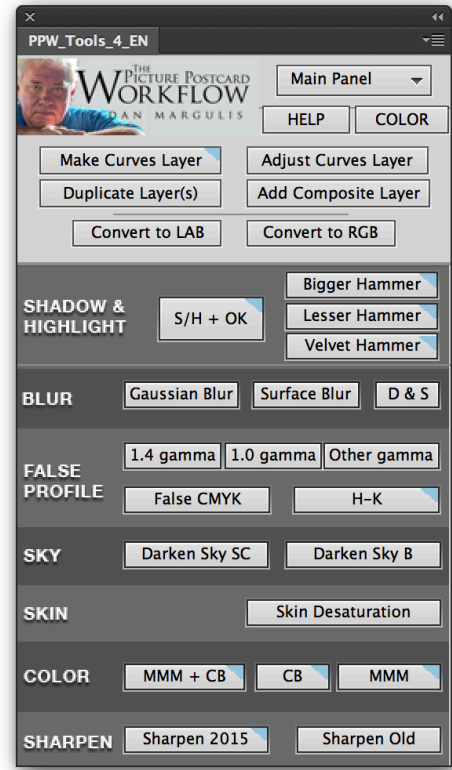 PPW_Tools_4_EN
THE
PICTURE POSTCARD
WORKFLOW
DAN MARGULIS
Main Panel
HELP COLOR
Make Curves Layer Adjust Curves Layer
Duplicate Layer(s) Add Composite Layer
Convert to LAB Convert to RGB
SHADOW &
HIGHLIGHT
S/H + OK
Bigger Hammer
Lesser Hammer
Velvet Hammer
BLUR Gaussian Blur Surface Blur D & S
FALSE
PROFILE
1.4 gamma 1.0 gamma Other gamma
False CMYK H-K
SKY Darken Sky SC Darken Sky B
SKIN Skin Desaturation
COLOR MMM + CB CB MMM
SHARPEN Sharpen 2015 Sharpen Old